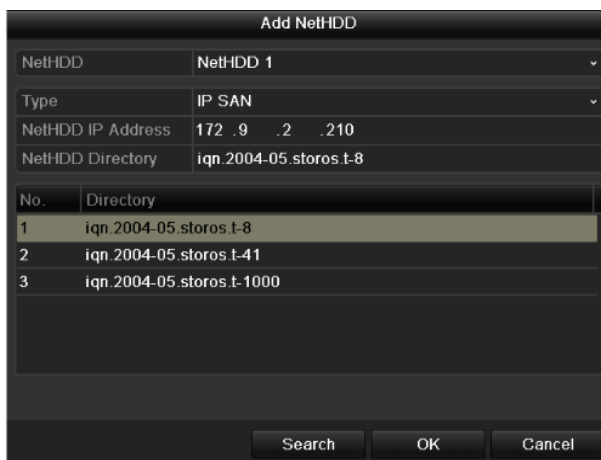 Add NetHDD
NetHDD NetHDD 1
Type IP SAN
NetHDD IP Address 172 .9 .2 .210
NetHDD Directory iqn.2004-05.storos.t-8
No. Directory
1 iqn.2004-05.storos.t-8
2 iqn.2004-05.storos.t-41
3 iqn.2004-05.storos.t-1000
Search OK Cancel